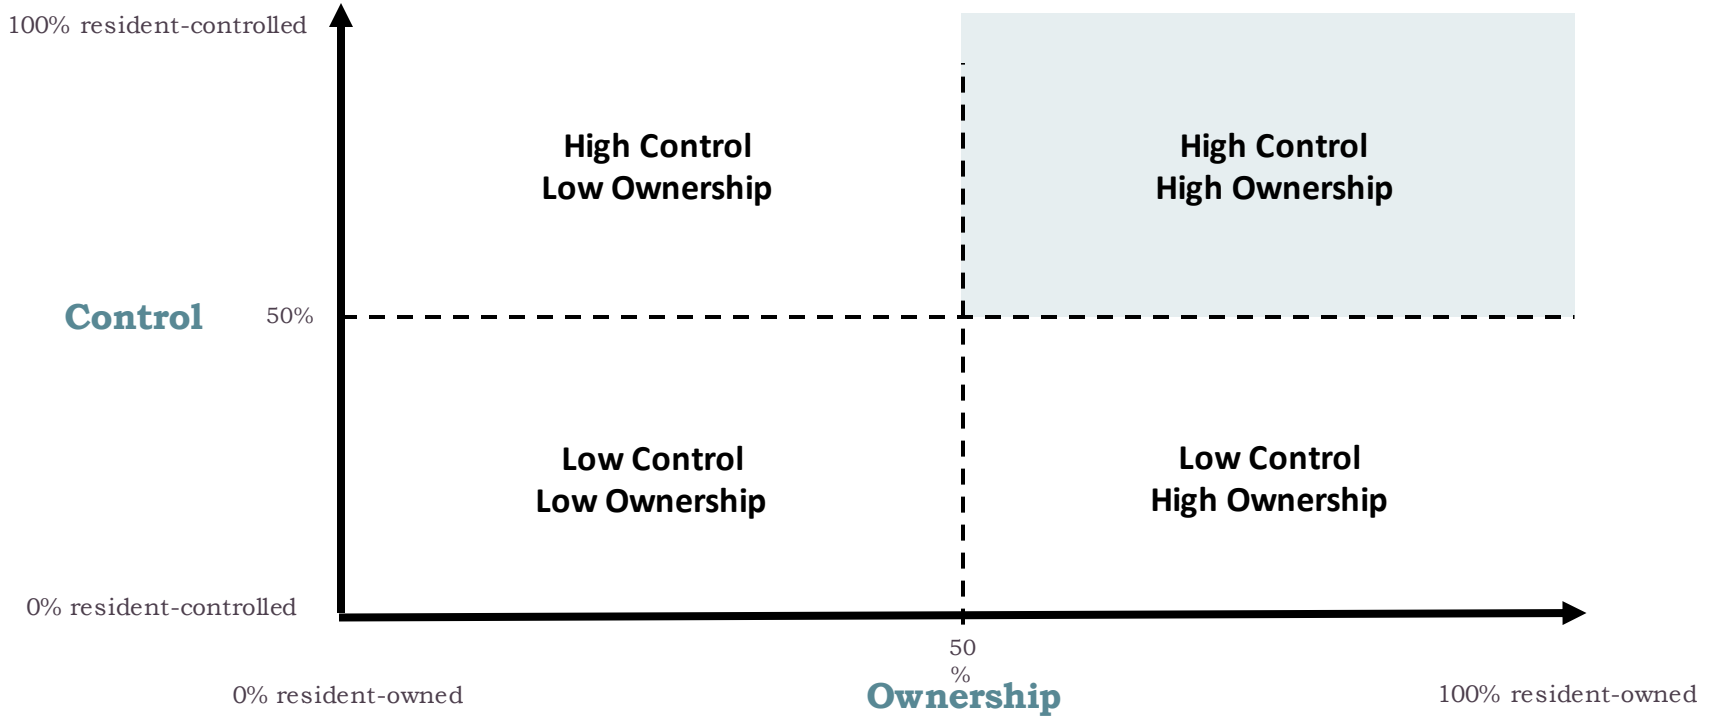 100% resident-controlled
High Control
Low Ownership
High Control
High Ownership
Control
50%
Low Control
Low Ownership
Low Control
High Ownership
0% resident-controlled
50
%
0% resident-owned
Ownership
100% resident-owned